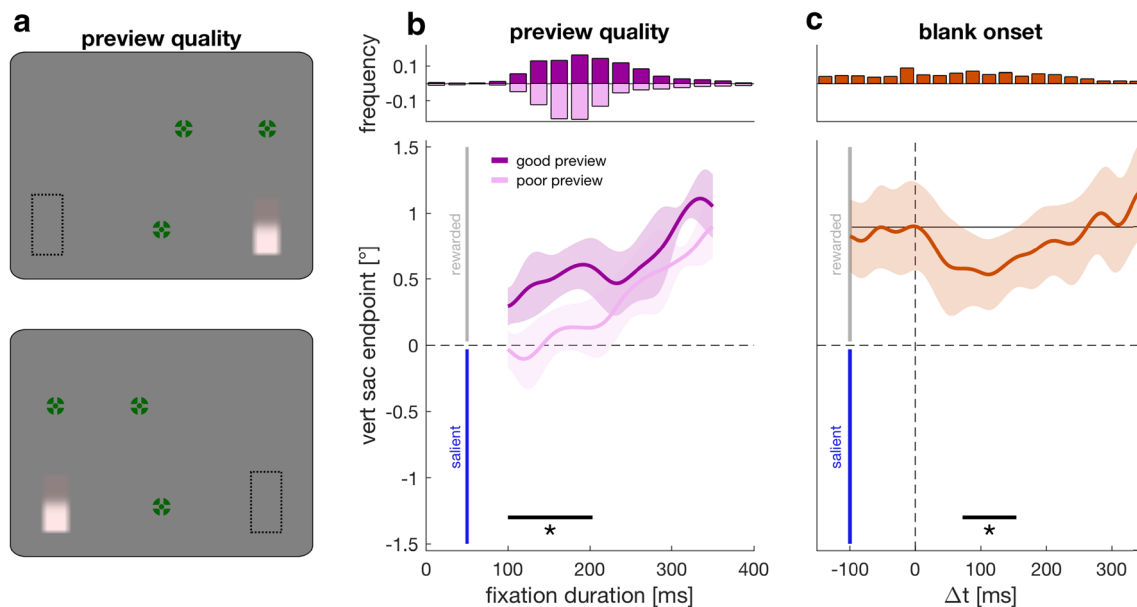 a
preview quality
b
preview quality
frequency
0.1
-0.1
good preview
poor preview
vert sac endpoint [°]
1.5
1
0.5
0
-0.5
-1
-1.5
rewarded
salient
*
0
100
200
300
400
fixation duration [ms]
c
blank onset
rewarded
salient
*
-100
0
100
200
300
Δt [ms]